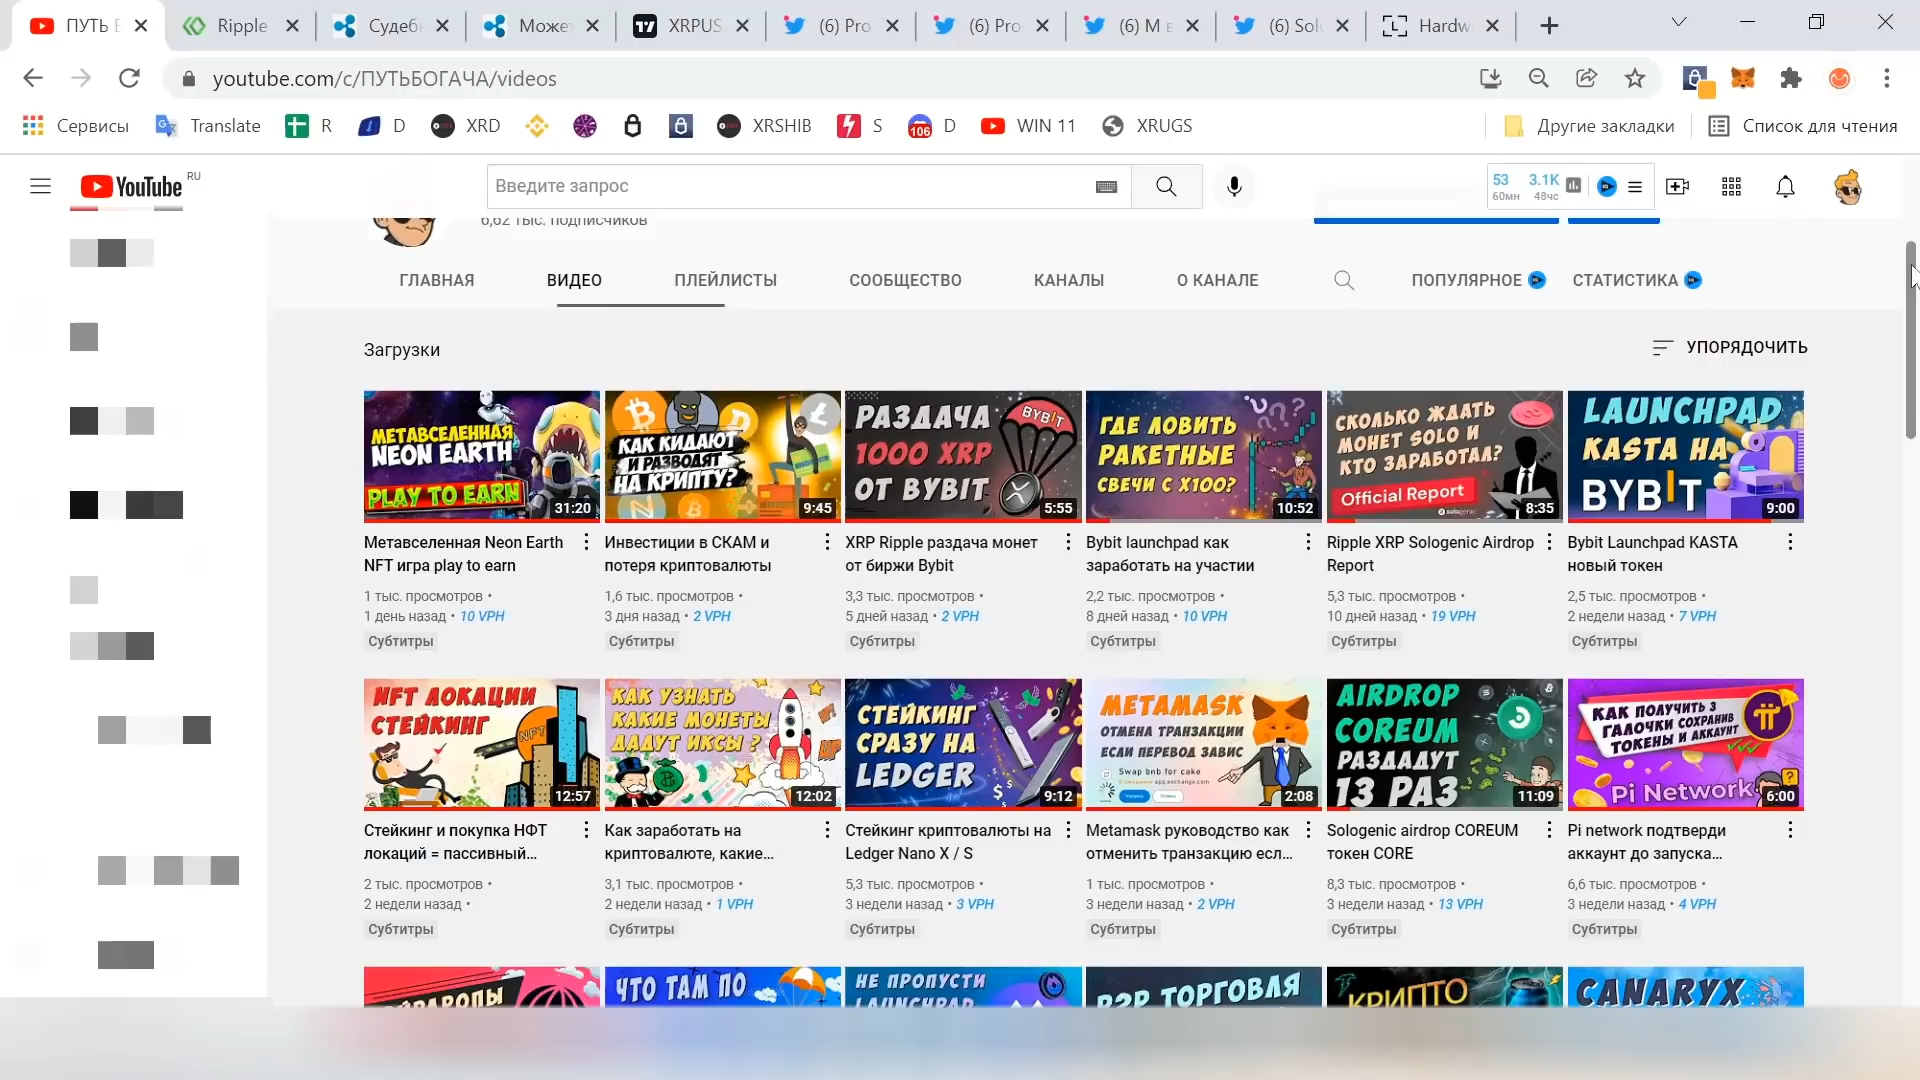 ПУТЬ Б
Ripple
Судеб
Может
XRPUS
(6) Pro
(6) Pro
(6) М в
(6) Sol
Hardw
youtube.com/c/ПУТЬБОГАЧА/videos
Сервисы
Translate
R
D
XRD
XRSHIB
S
106
D
WIN 11
XRUGS
Другие закладки
Список для чтения
YouTube RU
Введите запрос
53 3.1K
60мн 48чс
6,62 тыс. подписчиков
ГЛАВНАЯ
ВИДЕО
ПЛЕЙЛИСТЫ
СООБЩЕСТВО
КАНАЛЫ
О КАНАЛЕ
ПОПУЛЯРНОЕ
СТАТИСТИКА
Загрузки
УПОРЯДОЧИТЬ
МЕТАВСЕЛЕННАЯ
NEON EARTH
PLAY TO EARN
31:20
КАК КИДАЮТ
И РАЗВОДЯТ
НА КРИПТУ?
9:45
РАЗДАЧА
1000 XRP
ОТ BYBIT
BYBIT
5:55
ГДЕ ЛОВИТЬ
РАКЕТНЫЕ
СВЕЧИ С Х100?
10:52
СКОЛЬКО ЖДАТЬ
МОНЕТ SOLO И
КТО ЗАРАБОТАЛ?
Official Report
sologenic
8:35
LAUNCHPAD
KASTA НА
BYBIT
9:00
Метавселенная Neon Earth
NFT игра play to earn
1 тыс. просмотров •
1 день назад • 10 VPH
Субтитры
Инвестиции в СКАМ и
потеря криптовалюты
1,6 тыс. просмотров •
3 дня назад • 2 VPH
Субтитры
XRP Ripple раздача монет
от биржи Bybit
3,3 тыс. просмотров •
5 дней назад • 2 VPH
Субтитры
Bybit launchpad как
заработать на участии
2,2 тыс. просмотров •
8 дней назад • 10 VPH
Субтитры
Ripple XRP Sologenic Airdrop
Report
5,3 тыс. просмотров •
10 дней назад • 19 VPH
Субтитры
Bybit Launchpad KASTA
новый токен
2,5 тыс. просмотров •
2 недели назад • 7 VPH
Субтитры
NFT ЛОКАЦИИ
СТЕЙКИНГ
NFT
12:57
КАК УЗНАТЬ
КАКИЕ МОНЕТЫ
ДАДУТ ИКСЫ ?
12:02
СТЕЙКИНГ
СРАЗУ НА
LEDGER
9:12
METAMASK
ОТМЕНА ТРАНЗАКЦИИ
ЕСЛИ ПЕРЕВОД ЗАВИС
Swap bnb for cake
2:08
AIRDROP
COREUM
РАЗДАДУТ
13 РАЗ
11:09
КАК ПОЛУЧИТЬ 3
ГАЛОЧКИ СОХРАНИВ
ТОКЕНЫ И АККАУНТ
Pi Network
6:00
Стейкинг и покупка НФТ
локаций = пассивный...
2 тыс. просмотров •
2 недели назад •
Субтитры
Как заработать на
криптовалюте, какие...
3,1 тыс. просмотров •
2 недели назад • 1 VPH
Субтитры
Стейкинг криптовалюты на
Ledger Nano X / S
5,3 тыс. просмотров •
3 недели назад • 3 VPH
Субтитры
Metamask руководство как
отменить транзакцию есл...
1 тыс. просмотров •
3 недели назад • 2 VPH
Субтитры
Sologenic airdrop COREUM
токен CORE
8,3 тыс. просмотров •
3 недели назад • 13 VPH
Субтитры
Pi network подтверди
аккаунт до запуска...
6,6 тыс. просмотров •
3 недели назад • 4 VPH
Субтитры
ЧТО ТАМ ПО
НЕ ПРОПУСТИ
LAUNCHPAD
P2P ТОРГОВЛЯ
КРИПТО
CANARYX